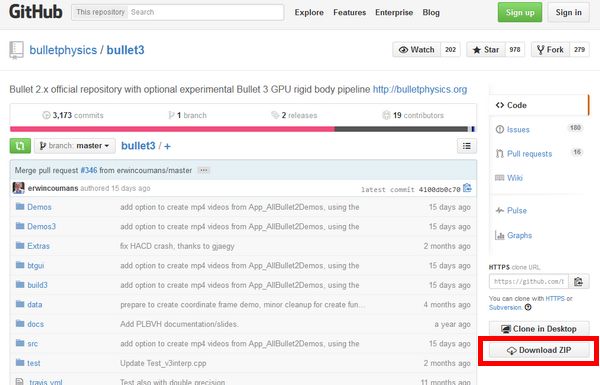 GitHub This repository Search Explore Features Enterprise Blog Sign up Sign in
bulletphysics / bullet3 Watch 202 Star 978 Fork 279
Bullet 2.x official repository with optional experimental Bullet 3 GPU rigid body pipeline http://bulletphysics.org
3,173 commits 1 branch 2 releases 19 contributors
branch: master bullet3 / +
Merge pull request #346 from erwincoumans/master ...
erwincoumans authored 15 days ago latest commit 4100db0c70
Demos add option to create mp4 videos from App_AllBullet2Demos, using the 15 days ago
Demos3 add option to create mp4 videos from App_AllBullet2Demos, using the 15 days ago
Extras fix HACD crash, thanks to gjaegy 2 months ago
btgui add option to create mp4 videos from App_AllBullet2Demos, using the 15 days ago
build3 add option to create mp4 videos from App_AllBullet2Demos, using the 15 days ago
data prepare to create coordinate frame demo, minor cleanup for create fun... 4 months ago
docs Add PLBVH documentation/slides. a year ago
src add option to create mp4 videos from App_AllBullet2Demos, using the 15 days ago
test Update Test_v3interp.cpp 2 months ago
.travis.yml Also test with double precision. 11 months ago
Code
Issues 180
Pull requests 16
Wiki
Pulse
Graphs
HTTPS clone URL
https://github.com/
You can clone with HTTPS or
Subversion.
Clone in Desktop
Download ZIP